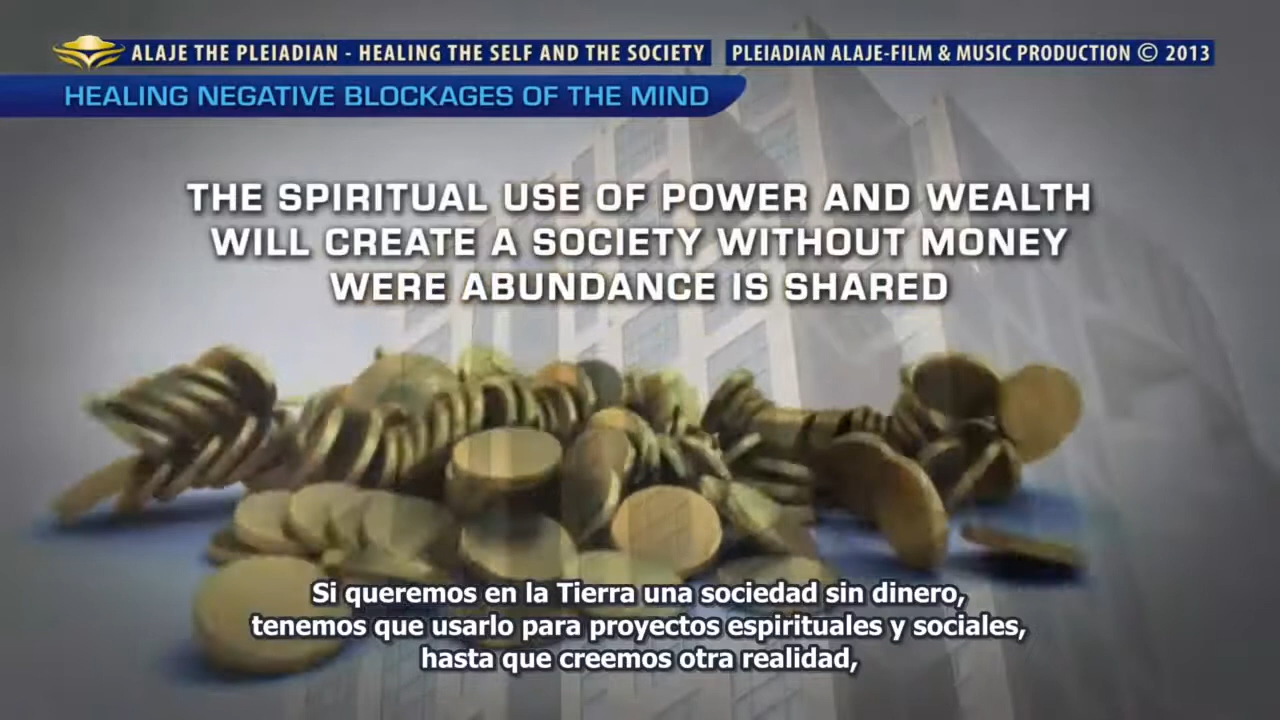 ALAJE THE PLEIADIAN - HEALING THE SELF AND THE SOCIETY
PLEIADIAN ALAJE-FILM & MUSIC PRODUCTION © 2013
HEALING NEGATIVE BLOCKAGES OF THE MIND
THE SPIRITUAL USE OF POWER AND WEALTH
WILL CREATE A SOCIETY WITHOUT MONEY
WERE ABUNDANCE IS SHARED
Si queremos en la Tierra una sociedad sin dinero,
tenemos que usarlo para proyectos espirituales y sociales,
hasta que creemos otra realidad,